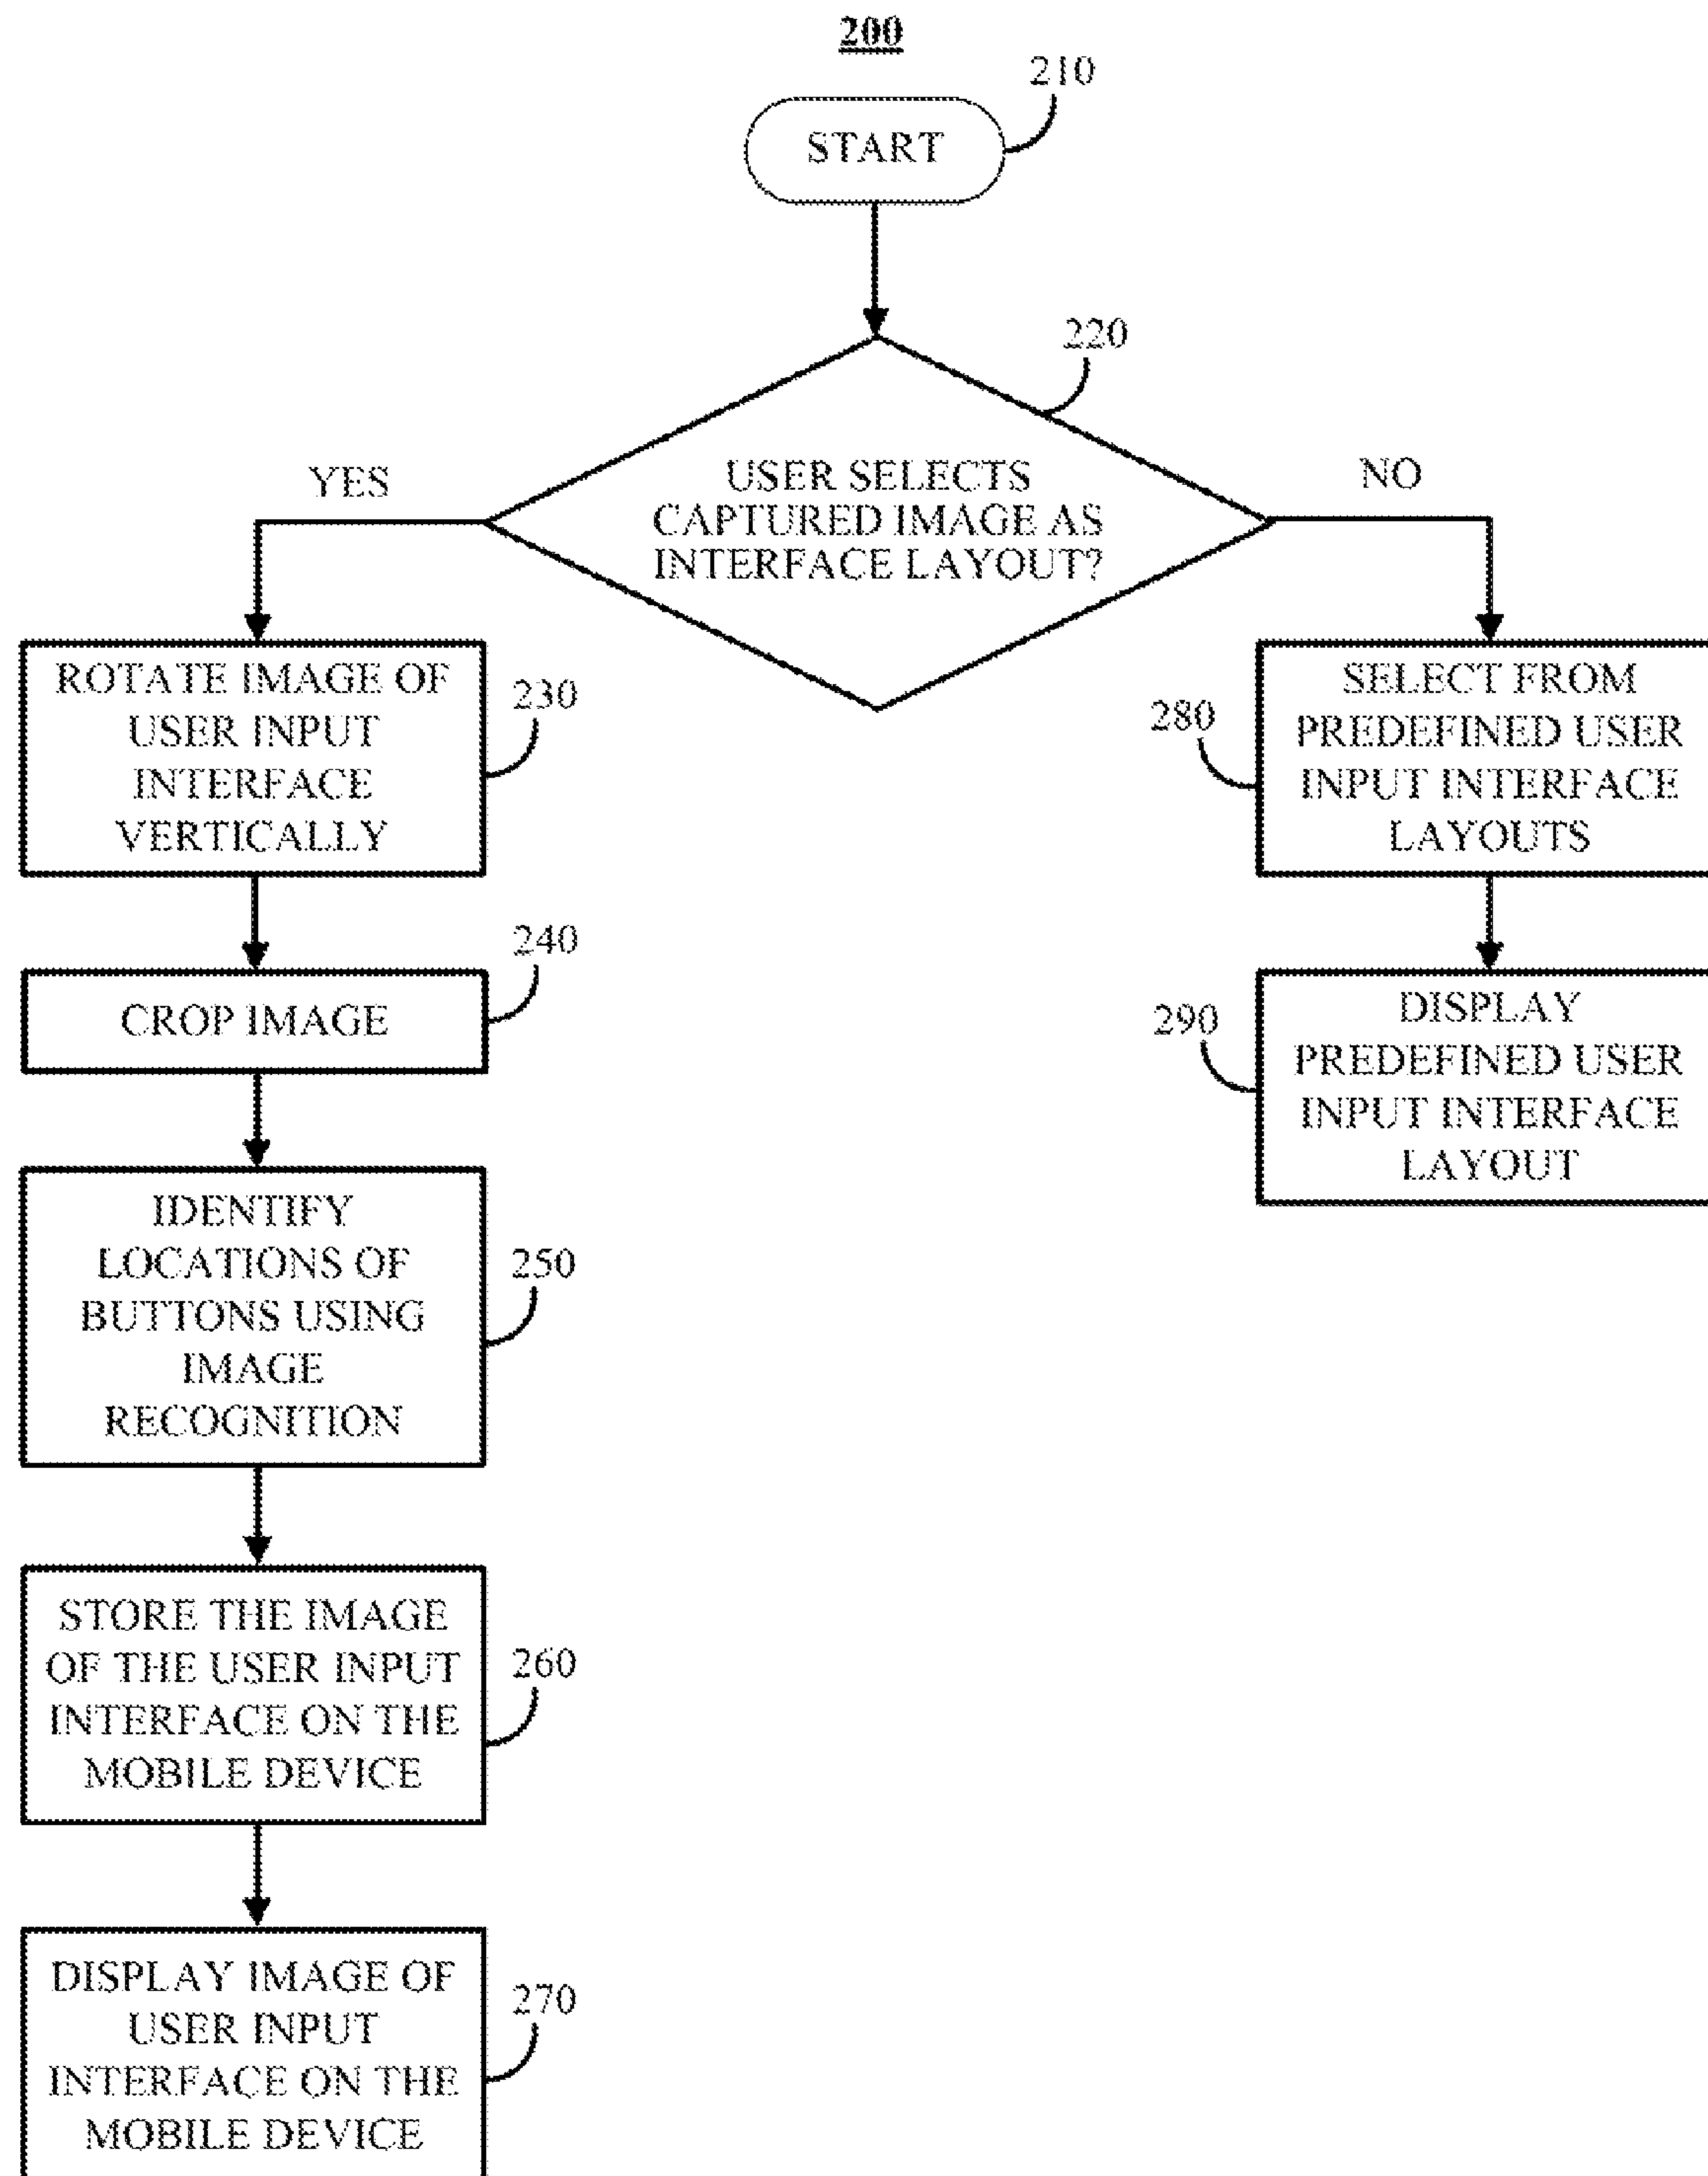 200
210
START
220
USER SELECTS
CAPTURED IMAGE AS
INTERFACE LAYOUT?
YES
NO
ROTATE IMAGE OF
USER INPUT
INTERFACE
VERTICALLY
230
280
SELECT FROM
PREDEFINED USER
INPUT INTERFACE
LAYOUTS
240
CROP IMAGE
290
DISPLAY
PREDEFINED USER
INPUT INTERFACE
LAYOUT
IDENTIFY
LOCATIONS OF
BUTTONS USING
IMAGE
RECOGNITION
250
STORE THE IMAGE
OF THE USER INPUT
INTERFACE ON THE
MOBILE DEVICE
260
DISPLAY IMAGE OF
USER INPUT
INTERFACE ON THE
MOBILE DEVICE
270